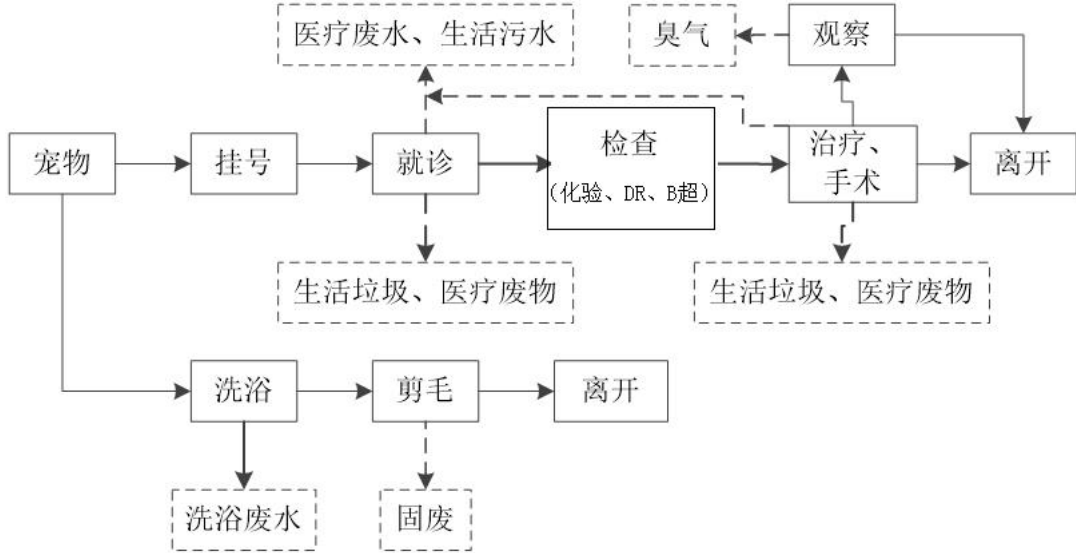 医疗废水、生活污水
臭气
观察
宠物
挂号
就诊
检查
(化验、DR、B超)
治疗、
手术
离开
生活垃圾、医疗废物
生活垃圾、医疗废物
洗浴
剪毛
离开
洗浴废水
固废